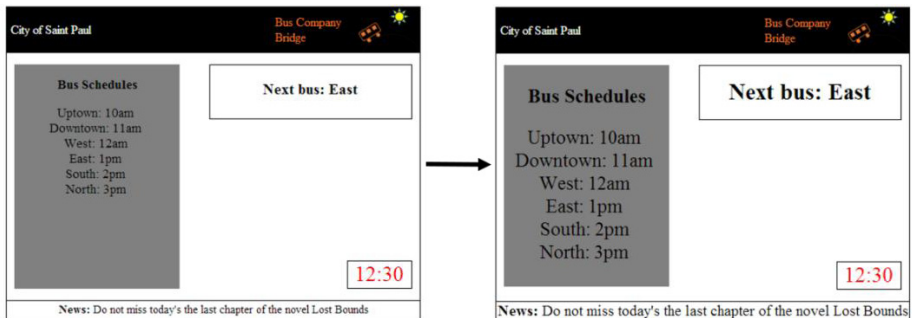 City of Saint Paul
Bus Company
Bridge
Bus Schedules
Uptown: 10am
Downtown: 11am
West: 12am
East: 1pm
South: 2pm
North: 3pm
Next bus: East
12:30
News: Do not miss today's the last chapter of the novel Lost Bounds
City of Saint Paul
Bus Company
Bridge
Bus Schedules
Uptown: 10am
Downtown: 11am
West: 12am
East: 1pm
South: 2pm
North: 3pm
Next bus: East
12:30
News: Do not miss today's the last chapter of the novel Lost Bounds